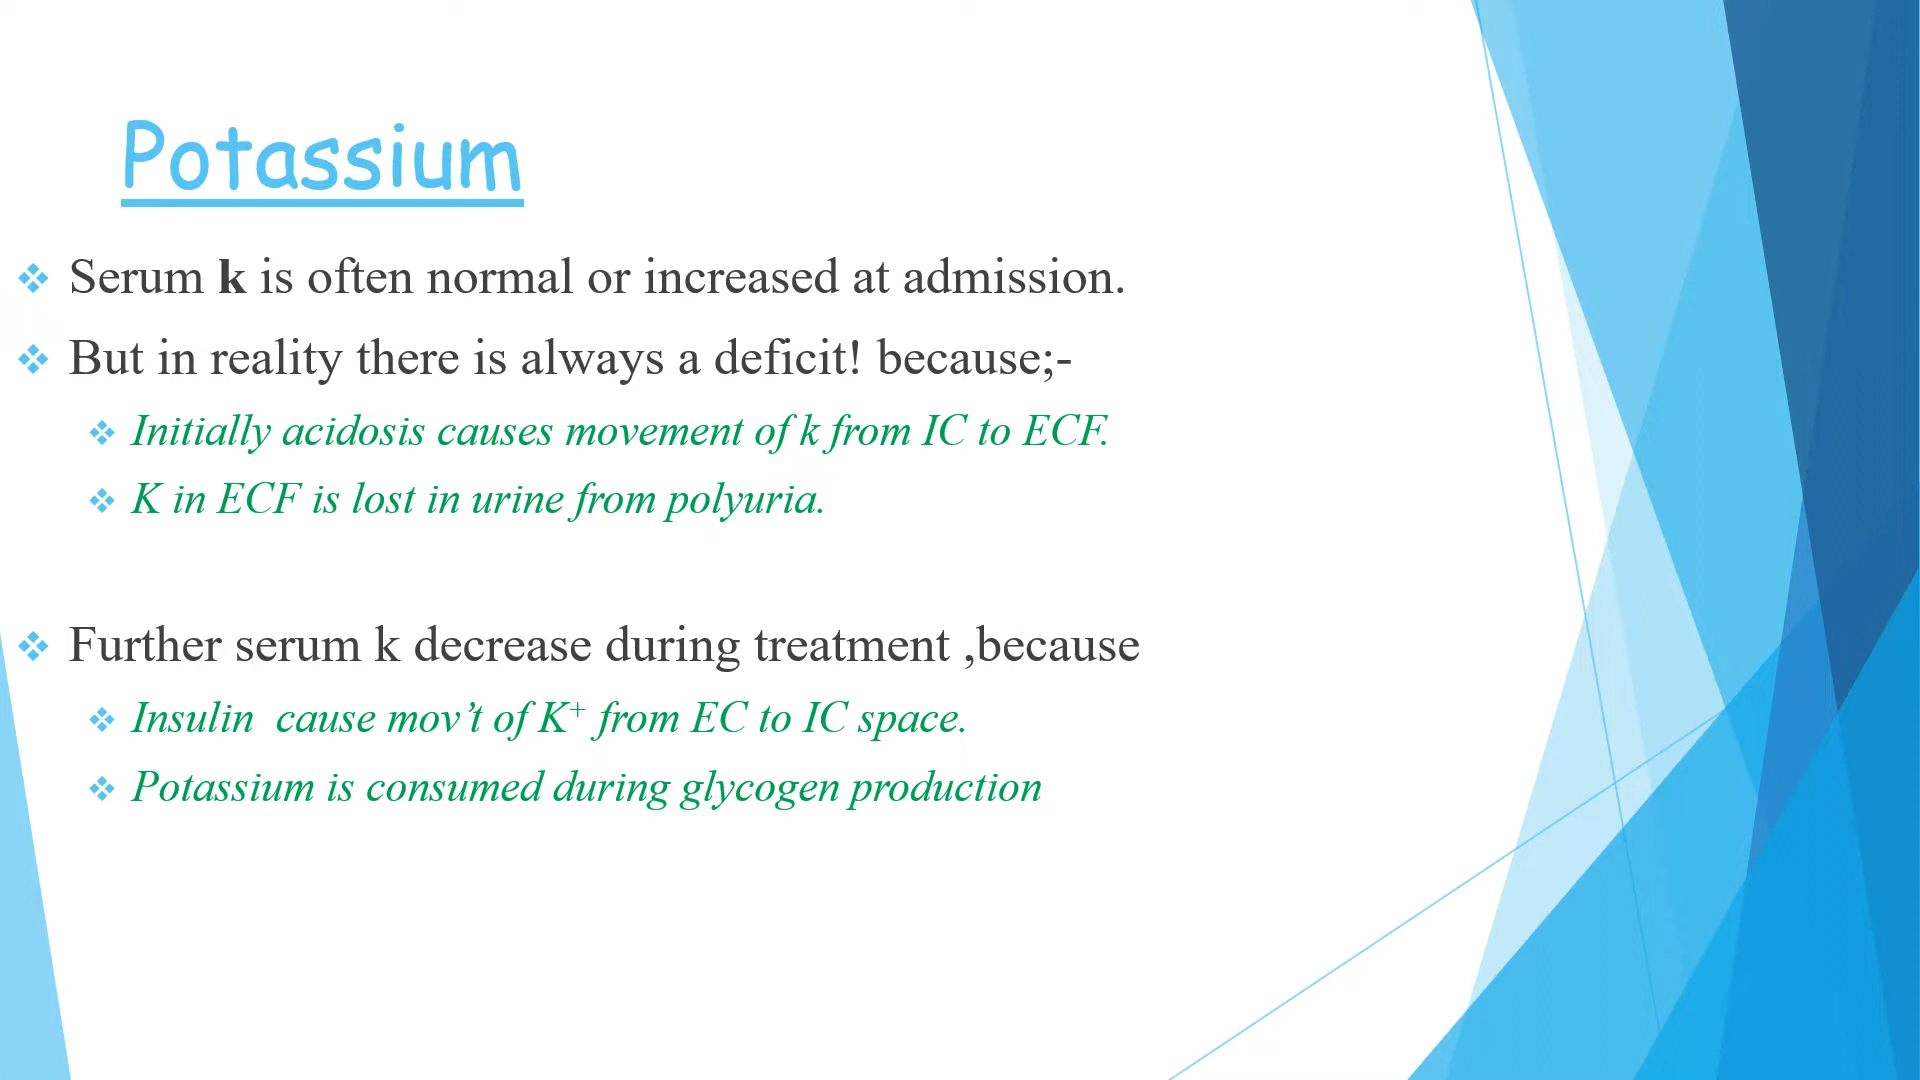 Potassium
Serum k is often normal or increased at admission.
But in reality there is always a deficit! because;-
Initially acidosis causes movement of k from IC to ECF.
K in ECF is lost in urine from polyuria.
Further serum k decrease during treatment ,because
Insulin  cause mov’t of K⁺ from EC to IC space.
Potassium is consumed during glycogen production